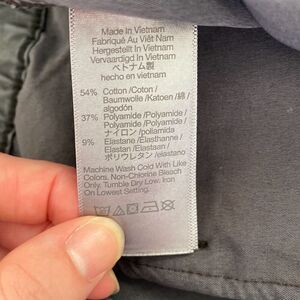 Made in Vietnam
Fabriqué Au Viêt Nam
Hergestellt In Vietnam
Vervaardigd In Vietnam
ベトナム製
hecho en vietnam
54% Cotton /Coton /
Baumwolle /Katoen /綿 /
algodón
37% Polyamide /Polyamide /
Polyamid /Polyamide /
ナイロン /poliamida
9% Elastane /Elasthanne /
Elastan /Elastaan /
ポリウレタン /elastano
Machine Wash Cold With Like
Colors. Non-Chlorine Bleach
Only. Tumble Dry Low. Iron
On Lowest Setting.